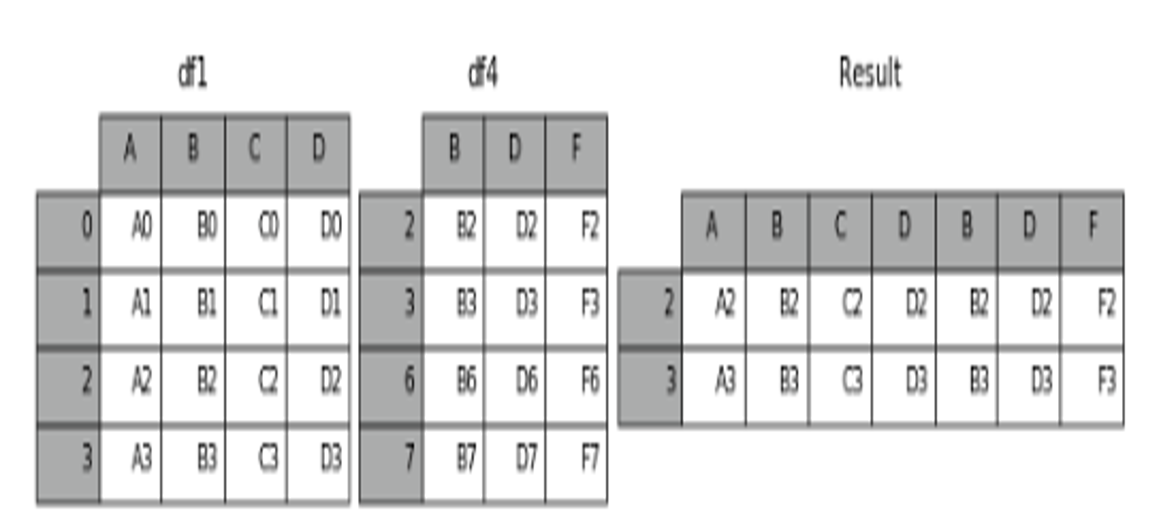 df1 df4 Result
A B C D B D F
0 A0 B0 C0 D0 2 B2 D2 F2 A B C D B D F
1 A1 B1 C1 D1 3 B3 D3 F3 2 A2 B2 C2 D2 B2 D2 F2
2 A2 B2 C2 D2 6 B6 D6 F6 3 A3 B3 C3 D3 B3 D3 F3
3 A3 B3 C3 D3 7 B7 D7 F7